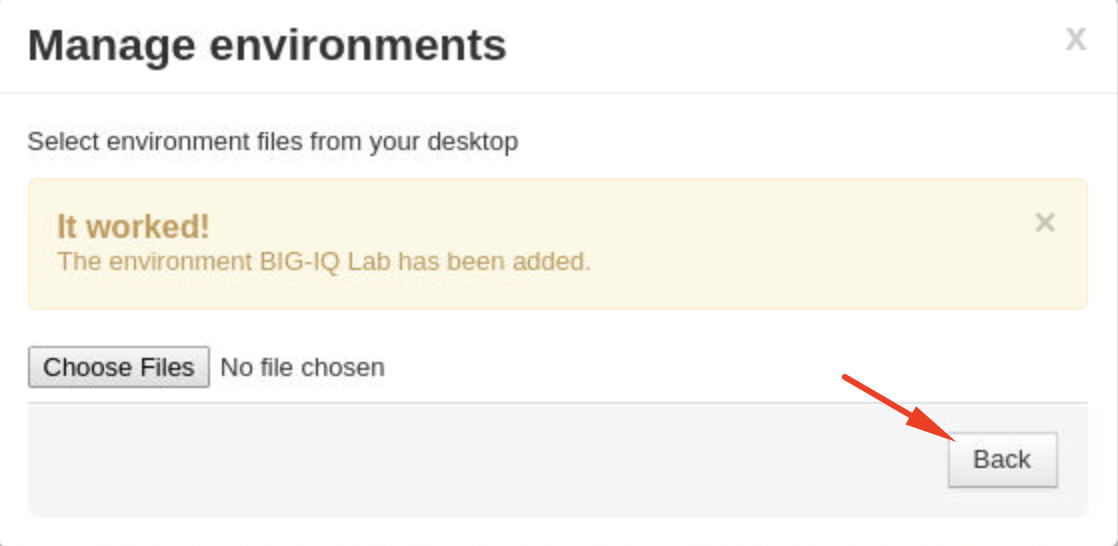 Manage environments
x
Select environment files from your desktop
It worked!
×
The environment BIG-IQ Lab has been added.
Choose Files No file chosen
Back